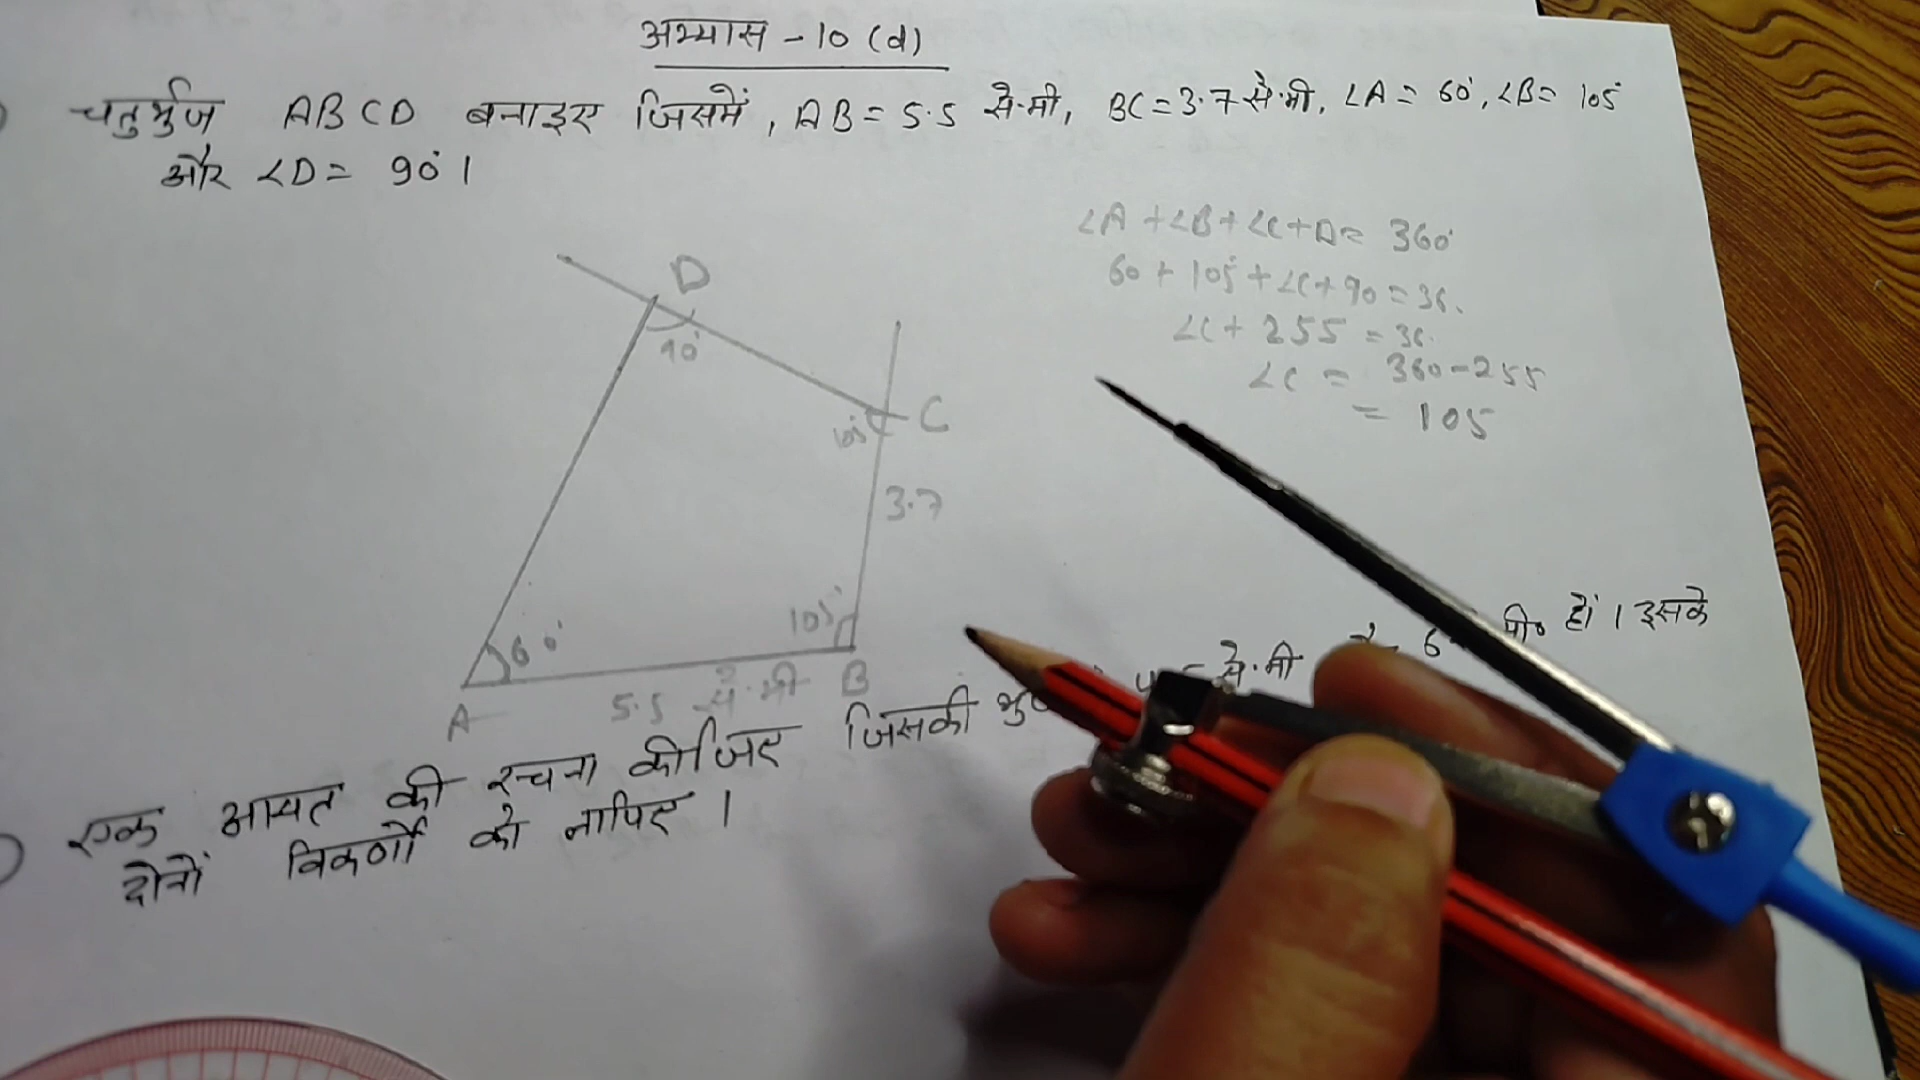 अभ्यास - 10 (d)
चतुर्भुज ABCD बनाइए जिसमें, AB = 5.5 से.मी, BC = 3.7 से.मी, ∠A = 60°, ∠B = 105°
और ∠D = 90°।
∠A + ∠B + ∠C + D = 360°
60 + 105° + ∠C + 90 = 36.
∠C + 255 = 36.
∠C = 360 - 255
= 105
D
90°
105°
C
3.7
60°
105°
A
5.5 से.मी
B
एक आयत की रचना कीजिए जिसकी से.मी हों। इसके
दोनों विकर्णों को नापिए।